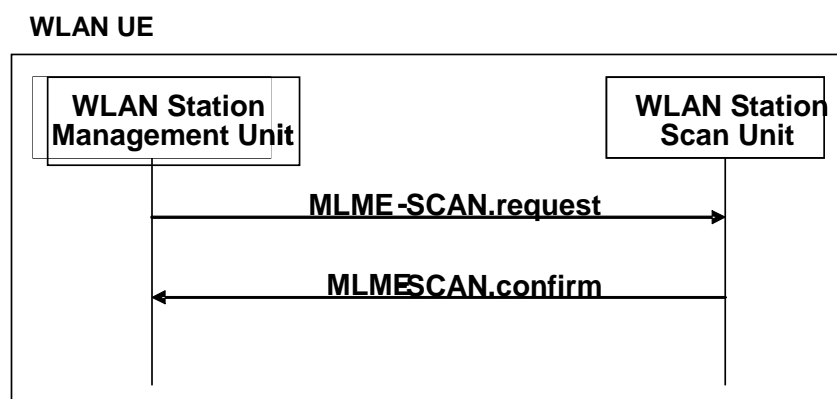 WLAN UE
WLAN Station
Management Unit
WLAN Station
Scan Unit
MLME-SCAN.request
MLMESCAN.confirm